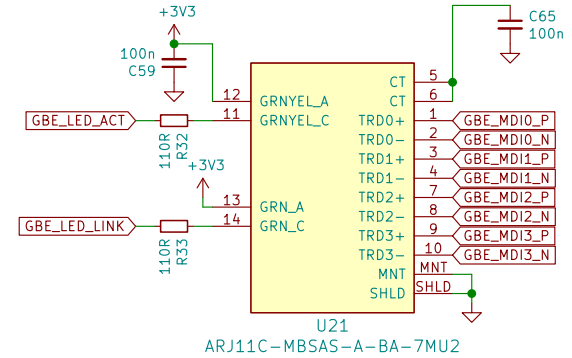 +3V3
100n
C59
C65
100n
5
CT
6
CT
12
GRNYEL_A
GBE_LED_ACT
11
GRNYEL_C
110R
R32
TRD0+
1
GBE_MDI0_P
TRD0-
2
GBE_MDI0_N
TRD1+
3
GBE_MDI1_P
TRD1-
4
GBE_MDI1_N
TRD2+
7
GBE_MDI2_P
TRD2-
8
GBE_MDI2_N
TRD3+
9
GBE_MDI3_P
TRD3-
10
GBE_MDI3_N
+3V3
13
GRN_A
GBE_LED_LINK
14
GRN_C
110R
R33
MNT
MNT
SHLD
SHLD
U21
ARJ11C-MBSAS-A-BA-7MU2